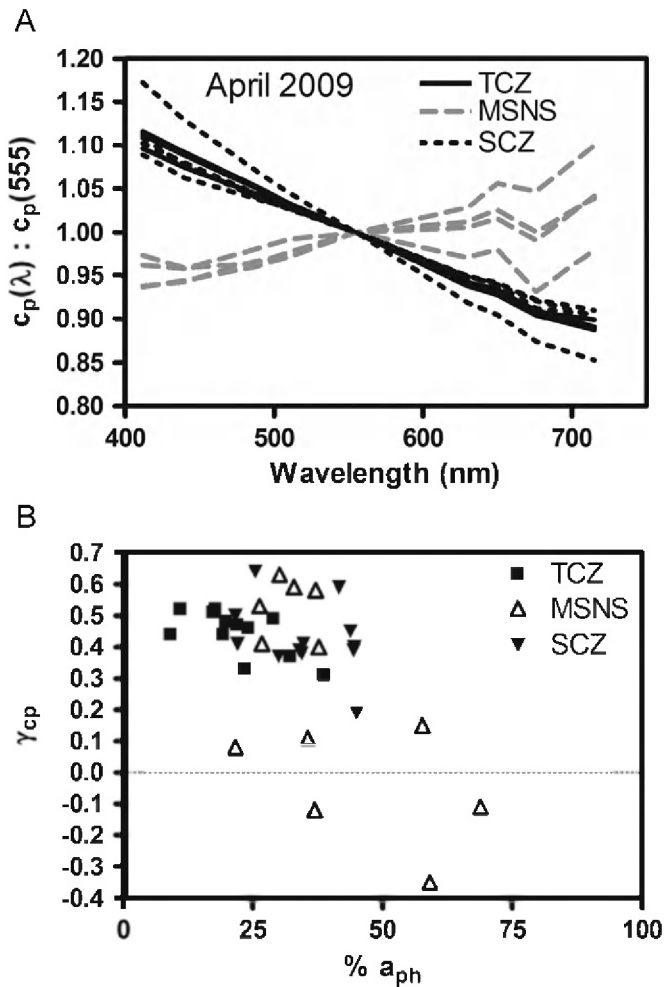 A
1.20
1.15
1.10
1.05
1.00
0.95
0.90
0.85
0.80
cp(λ) : cp(555)
April 2009
TCZ
MSNS
SCZ
400 500 600 700
Wavelength (nm)
B
0.7
0.6
0.5
0.4
0.3
0.2
0.1
0.0
-0.1
-0.2
-0.3
-0.4
γcp
TCZ
MSNS
SCZ
0 25 50 75 100
% aph